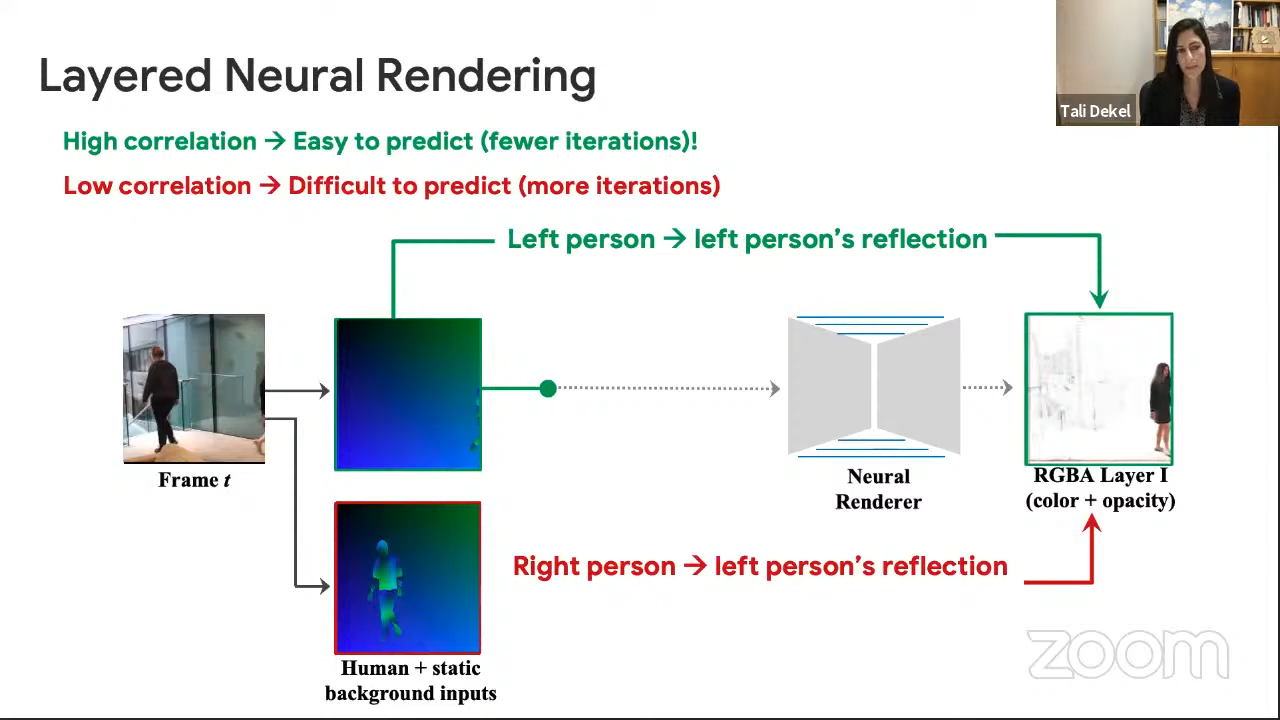 Layered Neural Rendering
Tali Dekel
High correlation → Easy to predict (fewer iterations)!
Low correlation → Difficult to predict (more iterations)
Left person → left person's reflection
Frame t
Neural
Renderer
RGBA Layer I
(color + opacity)
Right person → left person's reflection
Human + static
background inputs
zoom